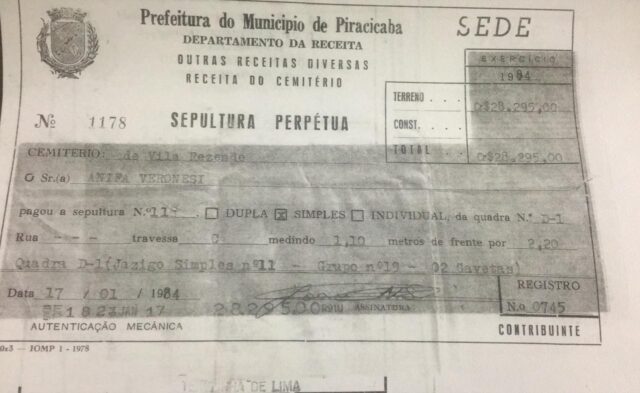 Prefeitura do Municipio de Piracicaba
SEDE
DEPARTAMENTO DA RECEITA
OUTRAS RECEITAS DIVERSAS
RECEITA DO CEMITÉRIO
EXERCÍCIO
1984
TERRENO . . . Cr$28.295,00
Nº 1178 SEPULTURA PERPÉTUA
CONST. . . .
TOTAL . . . Cr$28.295,00
CEMITÉRIO: de Vila Rezende
O Sr.(a) ANIFA VERONESI
pagou a sepultura N.º 11 DUPLA SIMPLES INDIVIDUAL, da quadra N.º D-1
Rua - - - travessa C medindo 1,10 metros de frente por 2,20
Quadra D-1(Jazigo Simples nº11 - Grupo nº19 - 02 Gavetas)
Data 17 / 01 / 1984
ASSINATURA
REGISTRO
N.o 0745
AUTENTICAÇÃO MECÂNICA
CONTRIBUINTE
IOMP 1 - 1978
DE LIMA